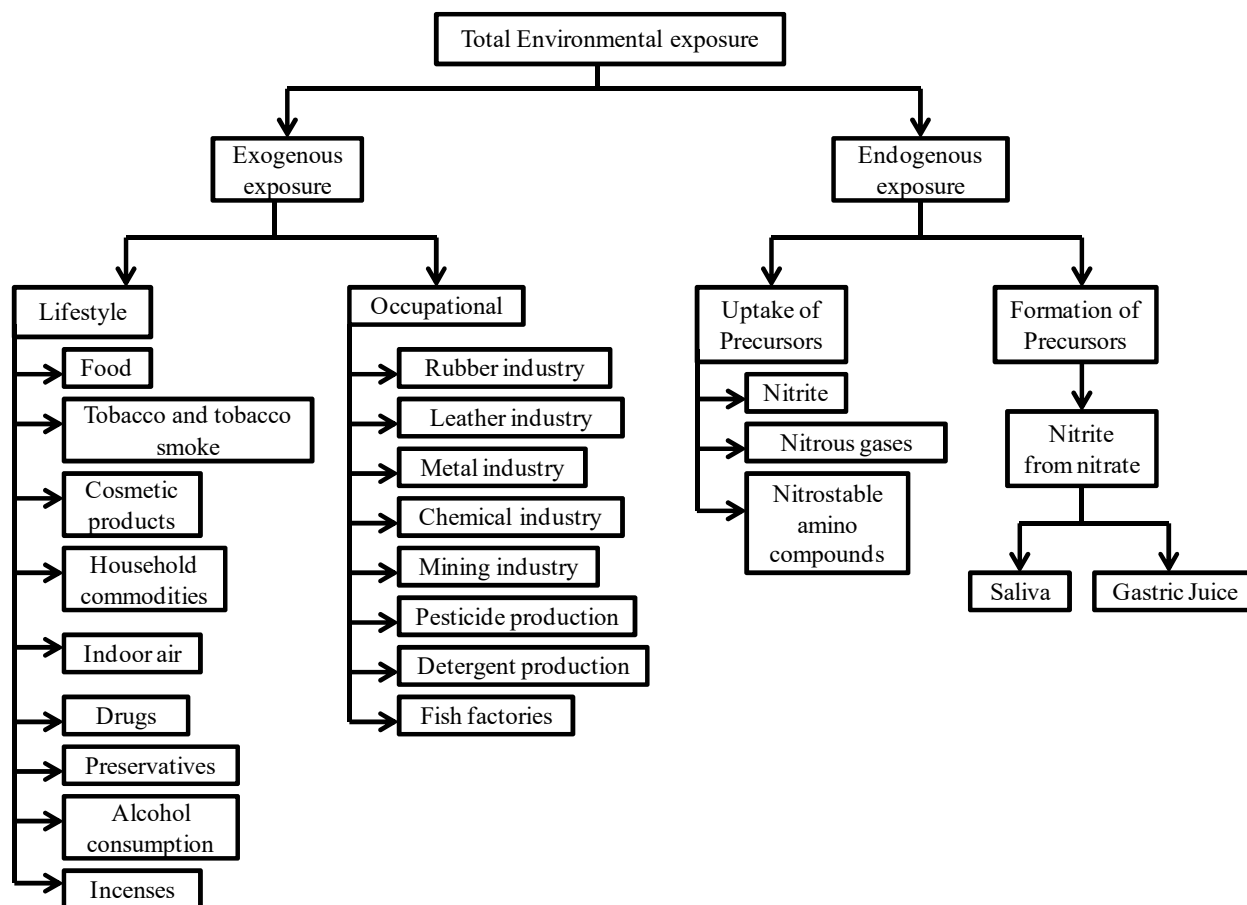 Total Environmental exposure
Exogenous
exposure
Endogenous
exposure
Lifestyle
Food
Tobacco and tobacco
smoke
Cosmetic
products
Household
commodities
Indoor air
Drugs
Preservatives
Alcohol
consumption
Incenses
Occupational
Rubber industry
Leather industry
Metal industry
Chemical industry
Mining industry
Pesticide production
Detergent production
Fish factories
Uptake of
Precursors
Nitrite
Nitrous gases
Nitrostable
amino
compounds
Formation of
Precursors
Nitrite
from nitrate
Saliva
Gastric Juice